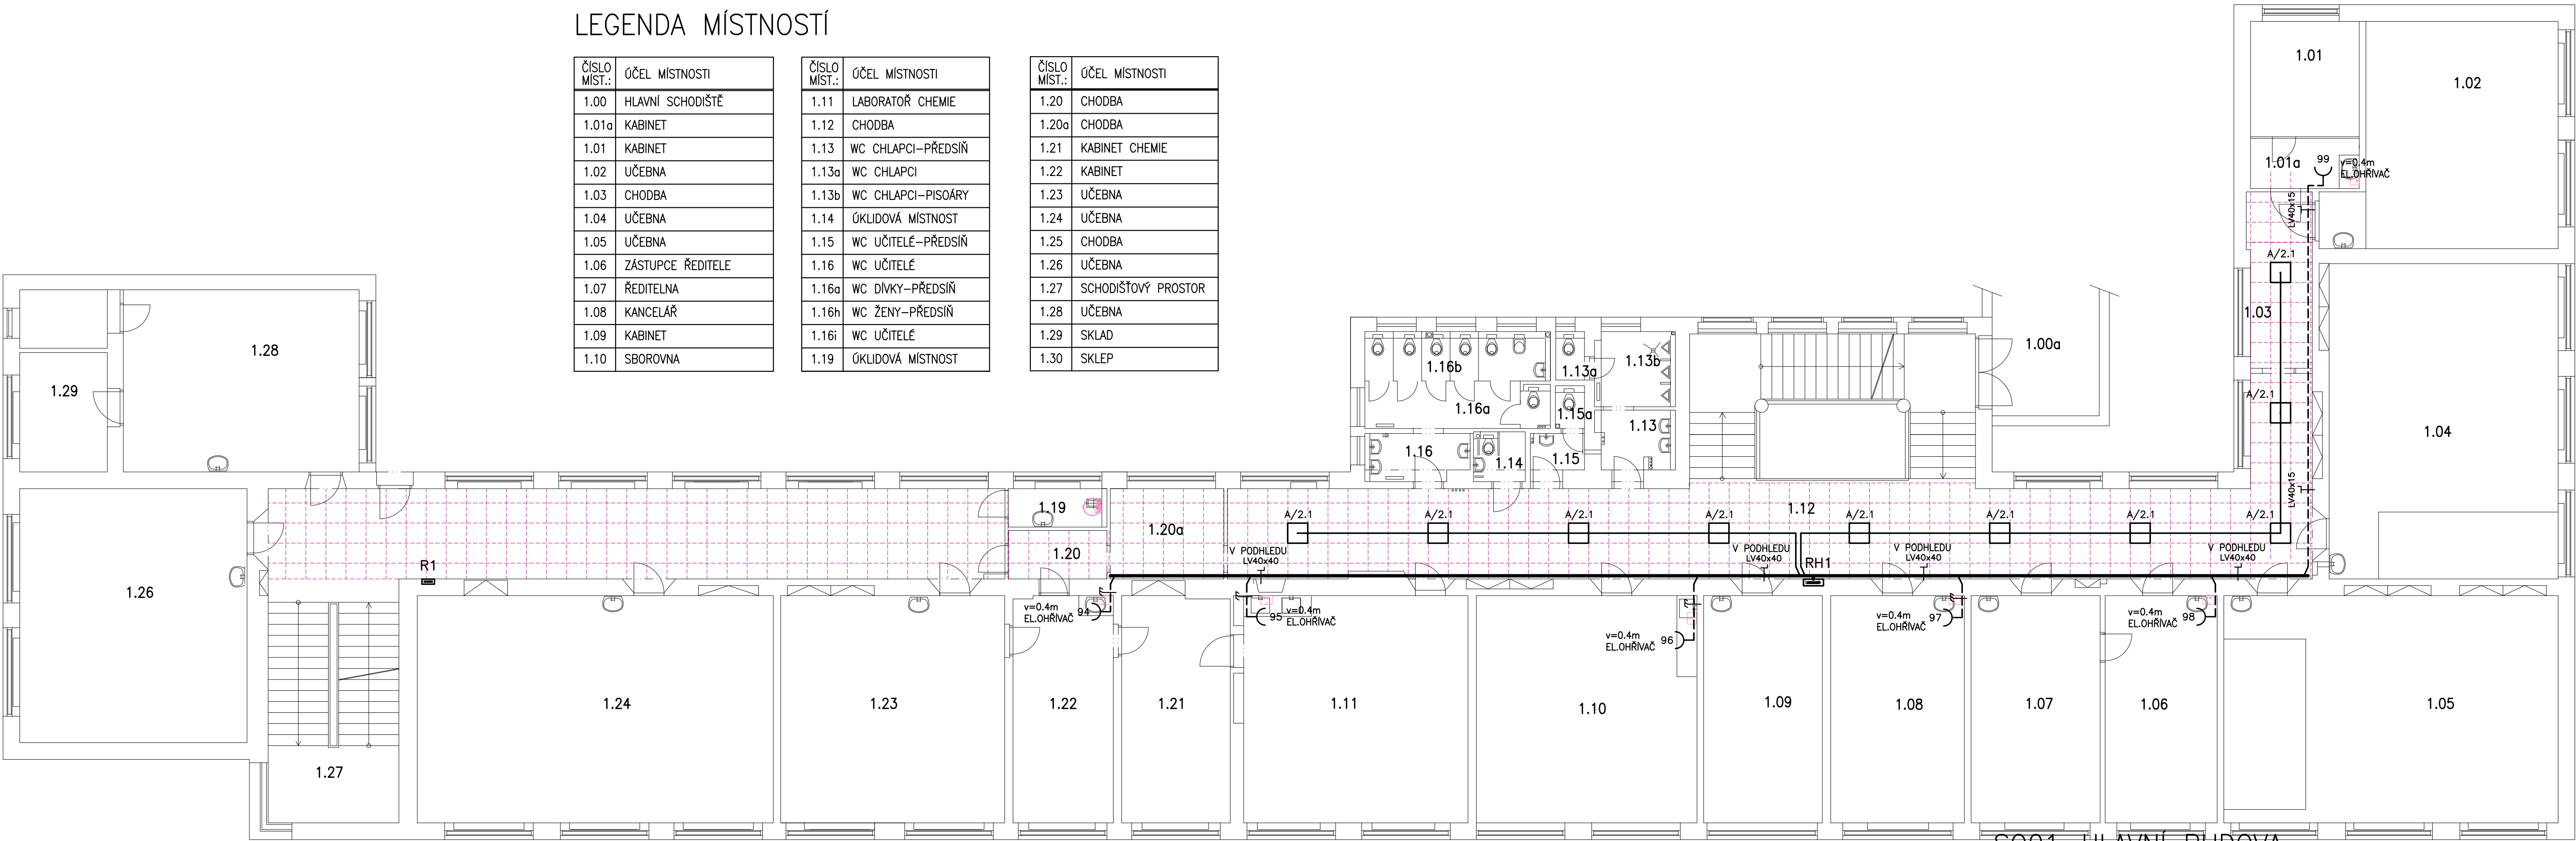 LEGENDA MÍSTNOSTÍ
ČÍSLO MÍST.: ÚČEL MÍSTNOSTI
1.00 HLAVNÍ SCHODIŠTĚ
1.01a KABINET
1.01 KABINET
1.02 UČEBNA
1.03 CHODBA
1.04 UČEBNA
1.05 UČEBNA
1.06 ZÁSTUPCE ŘEDITELE
1.07 ŘEDITELNA
1.08 KANCELÁŘ
1.09 KABINET
1.10 SBOROVNA
ČÍSLO MÍST.: ÚČEL MÍSTNOSTI
1.11 LABORATOŘ CHEMIE
1.12 CHODBA
1.13 WC CHLAPCI-PŘEDSÍŇ
1.13a WC CHLAPCI
1.13b WC CHLAPCI-PISOÁRY
1.14 ÚKLIDOVÁ MÍSTNOST
1.15 WC UČITELÉ-PŘEDSÍŇ
1.16 WC UČITELÉ
1.16a WC DÍVKY-PŘEDSÍŇ
1.16h WC ŽENY-PŘEDSÍŇ
1.16i WC UČITELÉ
1.19 ÚKLIDOVÁ MÍSTNOST
ČÍSLO MÍST.: ÚČEL MÍSTNOSTI
1.20 CHODBA
1.20a CHODBA
1.21 KABINET CHEMIE
1.22 KABINET
1.23 UČEBNA
1.24 UČEBNA
1.25 CHODBA
1.26 UČEBNA
1.27 SCHODIŠŤOVÝ PROSTOR
1.28 UČEBNA
1.29 SKLAD
1.30 SKLEP
1.01
1.02
1.01a
99
v=0.4m
EL.OHŘÍVAČ
LV40x15
A/2.1
1.03
1.00a
A/2.1
1.04
LV40x15
1.28
1.29
1.16b
1.13a
1.13b
1.16a
1.15a
1.13
1.16
1.14
1.15
1.19
1.20a
1.20
1.12
A/2.1
A/2.1
A/2.1
A/2.1
A/2.1
A/2.1
A/2.1
A/2.1
V PODHLEDU
LV40x40
V PODHLEDU
LV40x40
V PODHLEDU
LV40x40
V PODHLEDU
LV40x40
R1
RH1
v=0.4m
EL.OHŘÍVAČ
94
95
v=0.4m
EL.OHŘÍVAČ
v=0.4m
EL.OHŘÍVAČ
96
v=0.4m
EL.OHŘÍVAČ
97
v=0.4m
EL.OHŘÍVAČ
98
1.26
1.24
1.23
1.22
1.21
1.11
1.10
1.09
1.08
1.07
1.06
1.05
1.27